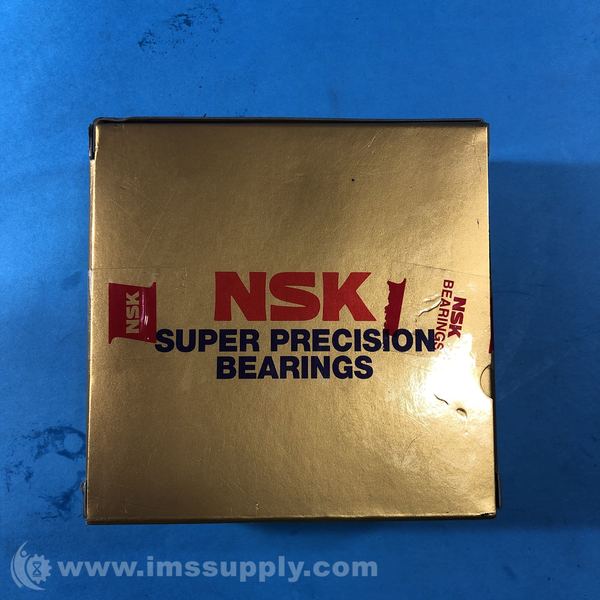 NSK
SUPER PRECISION
BEARINGS
NSK
NSK
BEARINGS
www.imssupply.com